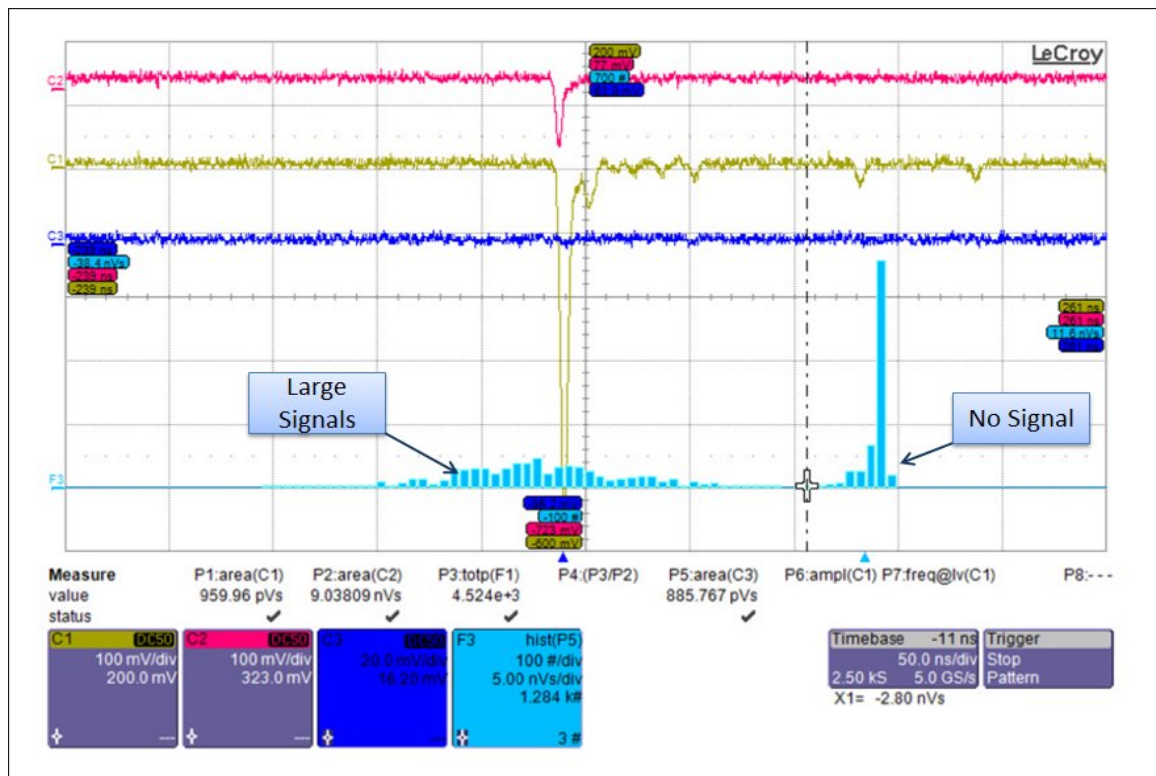 LeCroy
200 mV
77 mV
700 #
C2
C1
C3
-38.4 nVs
-239 ns
-239 ns
261 ns
261 ns
11.6 nVs
Large
Signals
No Signal
F3
-100 #
-723 mV
-600 mV
Measure P1:area(C1) P2:area(C2) P3:totp(F1) P4:(P3/P2) P5:area(C3) P6:ampl(C1) P7:freq@lv(C1) P8:- - -
value 959.96 pVs 9.03809 nVs 4.524e+3 885.767 pVs
status
C1 DC50
100 mV/div
200.0 mV
---
C2 DC50
100 mV/div
323.0 mV
---
C3 DC50
20.0 mV/div
16.20 mV
F3 hist(P5)
100 #/div
5.00 nVs/div
1.284 k#
3 #
Timebase -11 ns
50.0 ns/div
2.50 kS 5.0 GS/s
Trigger
Stop
Pattern
X1= -2.80 nVs